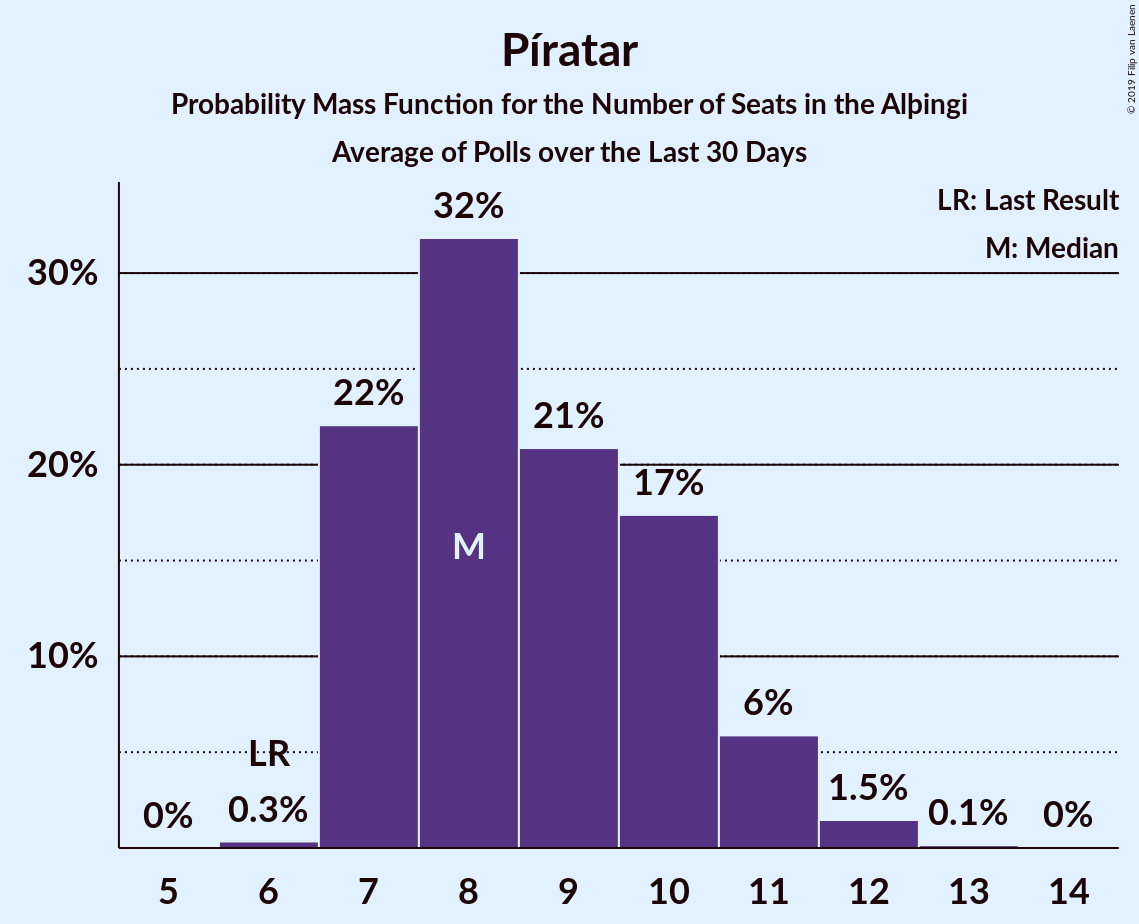 Píratar
Probability Mass Function for the Number of Seats in the Alþingi
Average of Polls over the Last 30 Days
© 2019 Filip van Laenen
LR: Last Result
M: Median
30%
20%
10%
0%
LR
0.3%
22%
32%
M
21%
17%
6%
1.5%
0.1%
0%
5 6 7 8 9 10 11 12 13 14